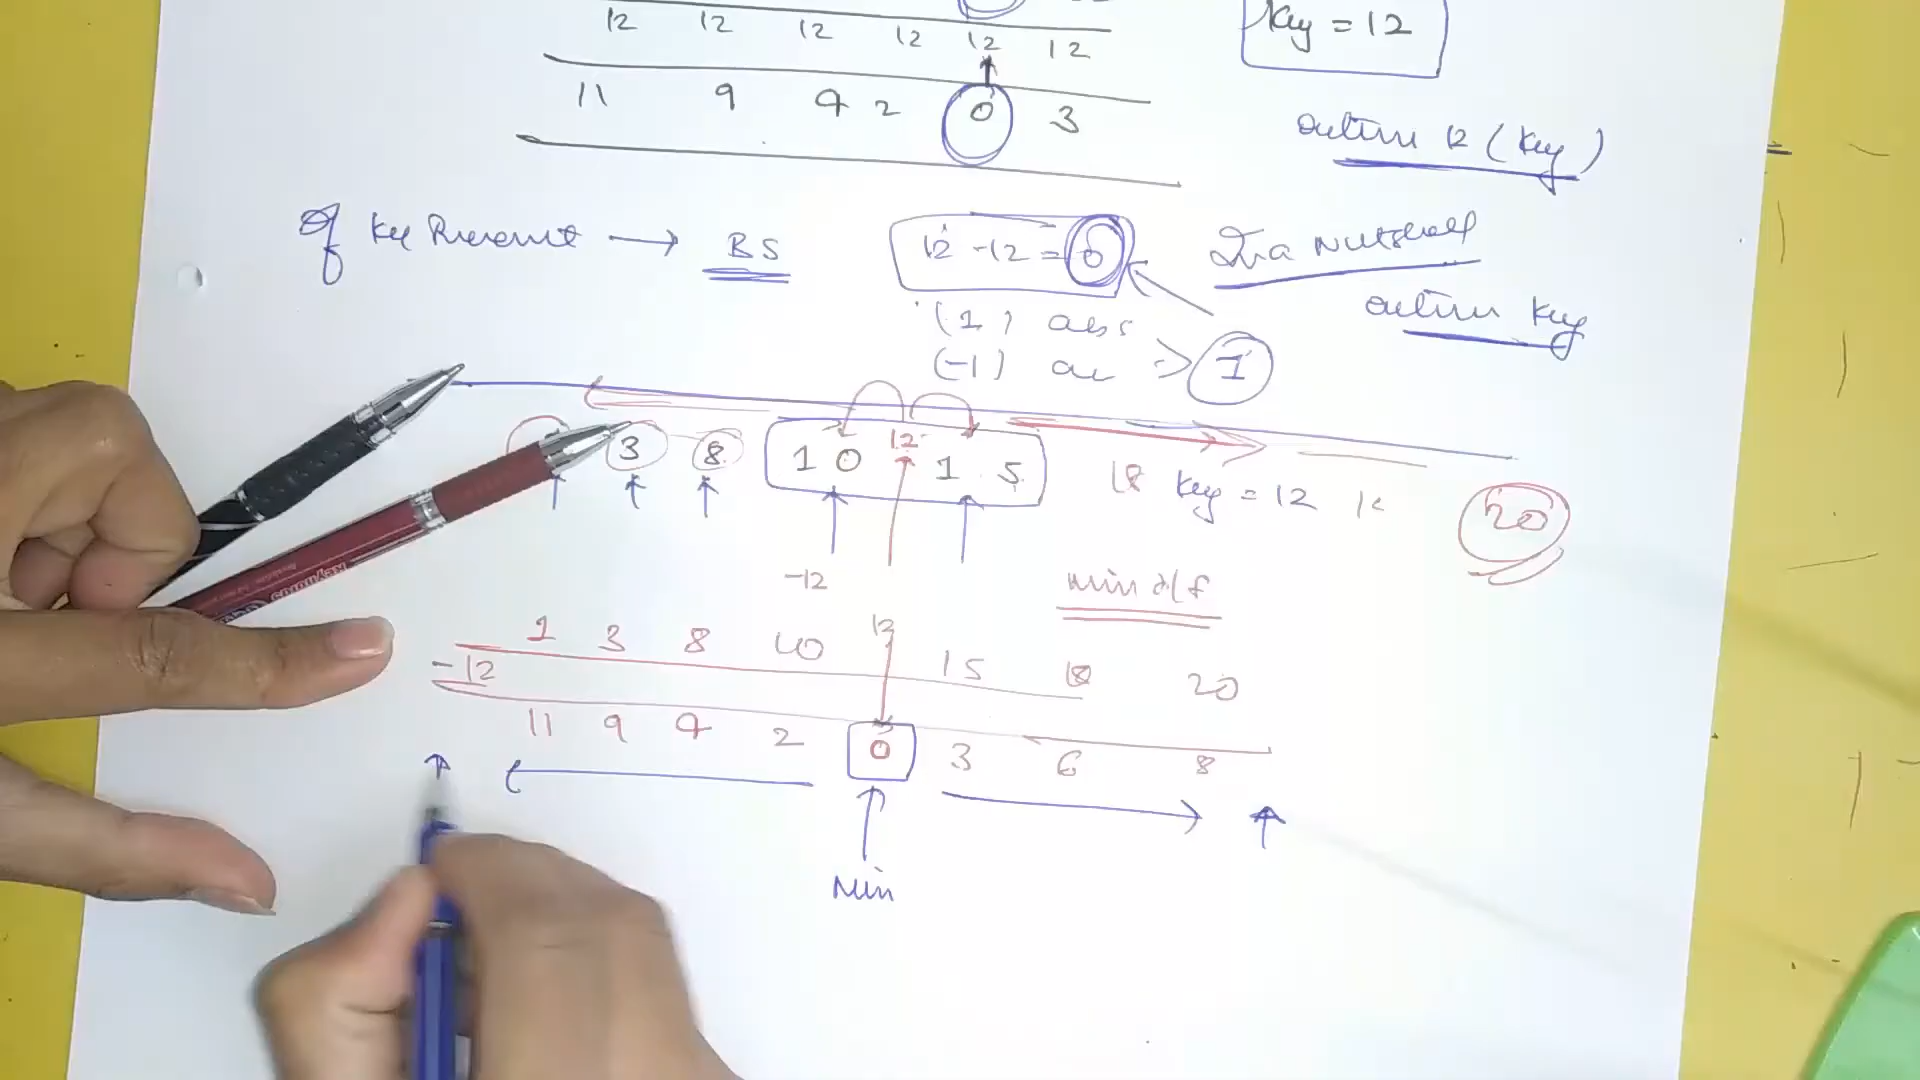 12 12 12 12 12 12
Key = 12
11 9 4 2 0 3
return 12 (key)
If Key Present → BS
12 - 12 = 0
In a Nutshell
return key
(1) abs
(-1) => 1
3 8 10 12 15 18 key = 12
20
-12
min diff
1 3 8 10 12 15 18 20
-12
11 9 4 2 0 3 6 8
Min